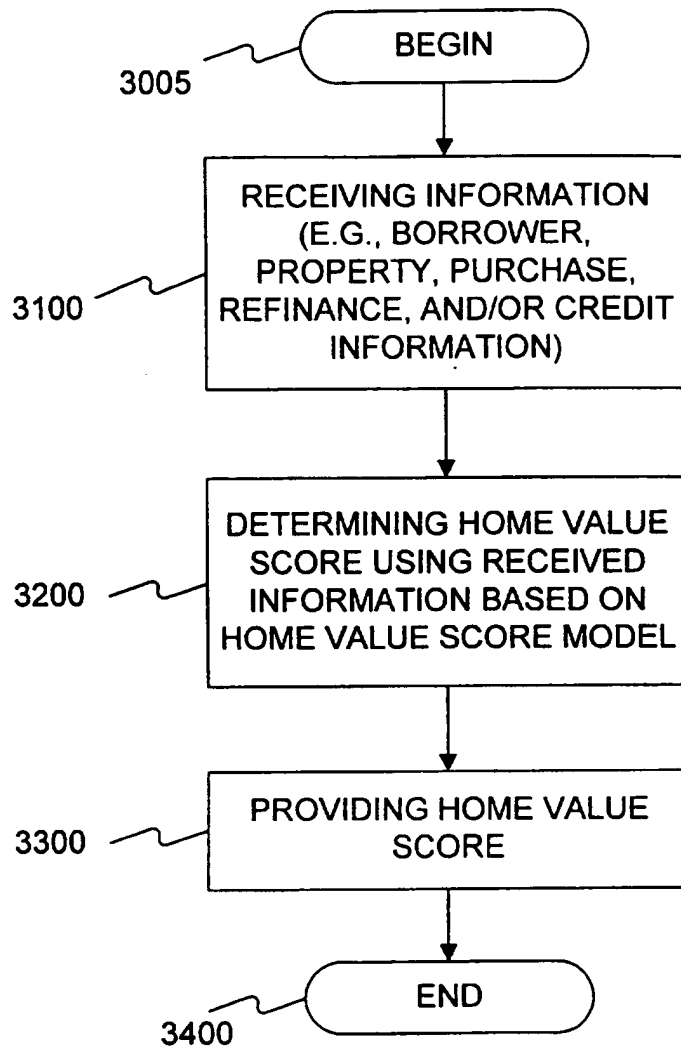 BEGIN
3005
RECEIVING INFORMATION
(E.G., BORROWER,
PROPERTY, PURCHASE,
REFINANCE, AND/OR CREDIT
INFORMATION)
3100
DETERMINING HOME VALUE
SCORE USING RECEIVED
INFORMATION BASED ON
HOME VALUE SCORE MODEL
3200
PROVIDING HOME VALUE
SCORE
3300
END
3400